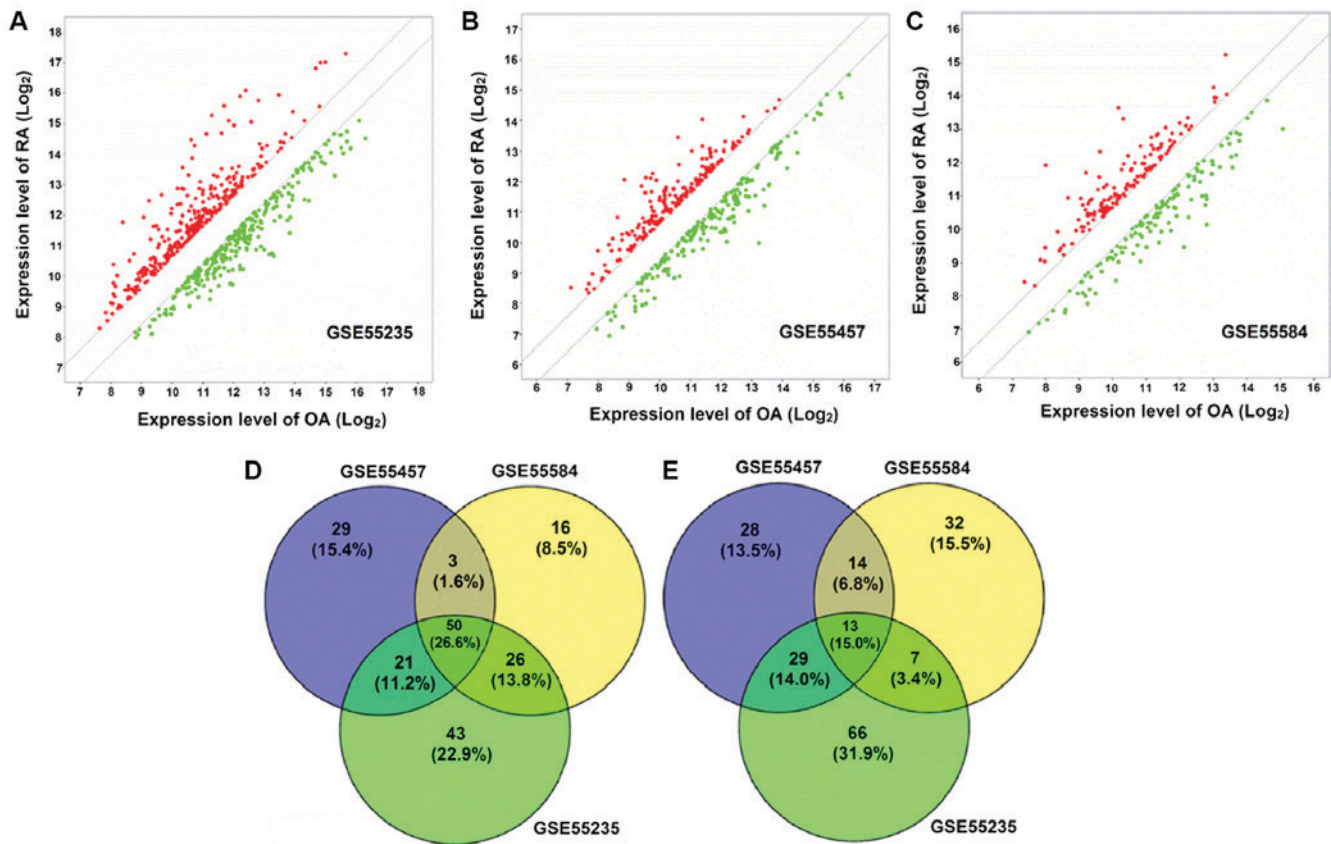 A
18
17
16
15
14
13
12
11
10
9
8
7
Expression level of RA (Log₂)
GSE55235
7 8 9 10 11 12 13 14 15 16 17 18
Expression level of OA (Log₂)
B
17
16
15
14
13
12
11
10
9
8
7
6
Expression level of RA (Log₂)
GSE55457
6 7 8 9 10 11 12 13 14 15 16 17
Expression level of OA (Log₂)
C
16
15
14
13
12
11
10
9
8
7
6
Expression level of RA (Log₂)
GSE55584
6 7 8 9 10 11 12 13 14 15 16
Expression level of OA (Log₂)
D
GSE55457
GSE55584
29
(15.4%)
16
(8.5%)
3
(1.6%)
50
(26.6%)
21
(11.2%)
26
(13.8%)
43
(22.9%)
GSE55235
E
GSE55457
GSE55584
28
(13.5%)
32
(15.5%)
14
(6.8%)
13
(15.0%)
29
(14.0%)
7
(3.4%)
66
(31.9%)
GSE55235